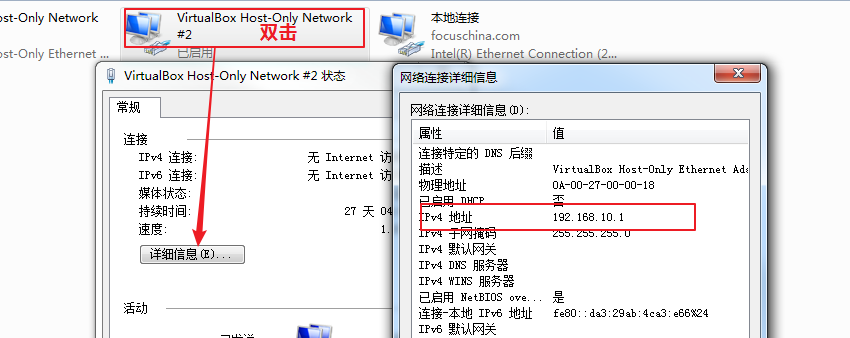 Host-Only Network
Host-Only Ethernet
VirtualBox Host-Only Network
#2
双击
已启用
本地连接
focuschina.com
Intel(R) Ethernet Connection (2...
VirtualBox Host-Only Network #2 状态
常规
连接
IPv4 连接: 无 Internet 访
IPv6 连接: 无 Internet 访
媒体状态:
持续时间: 27 天 04
速度: 1.
详细信息(E)...
活动
已发送
网络连接详细信息
网络连接详细信息(D):
属性 值
连接特定的 DNS 后缀
描述 VirtualBox Host-Only Ethernet Ada
物理地址 0A-00-27-00-00-18
已启用 DHCP 否
IPv4 地址 192.168.10.1
IPv4 子网掩码 255.255.255.0
IPv4 默认网关
IPv4 DNS 服务器
IPv4 WINS 服务器
已启用 NetBIOS ove... 是
连接-本地 IPv6 地址 fe80::da3:29ab:4ca3:e66%24
IPv6 默认网关